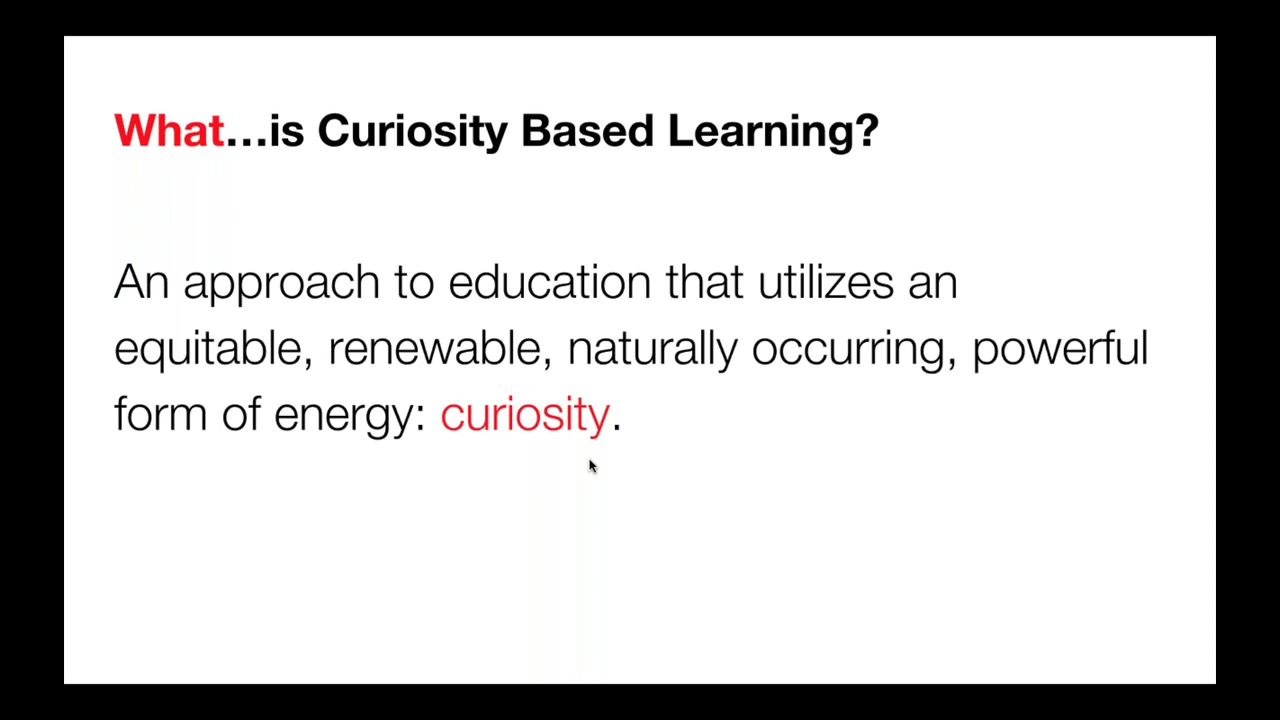 What…is Curiosity Based Learning?
An approach to education that utilizes an
equitable, renewable, naturally occurring, powerful
form of energy: curiosity.